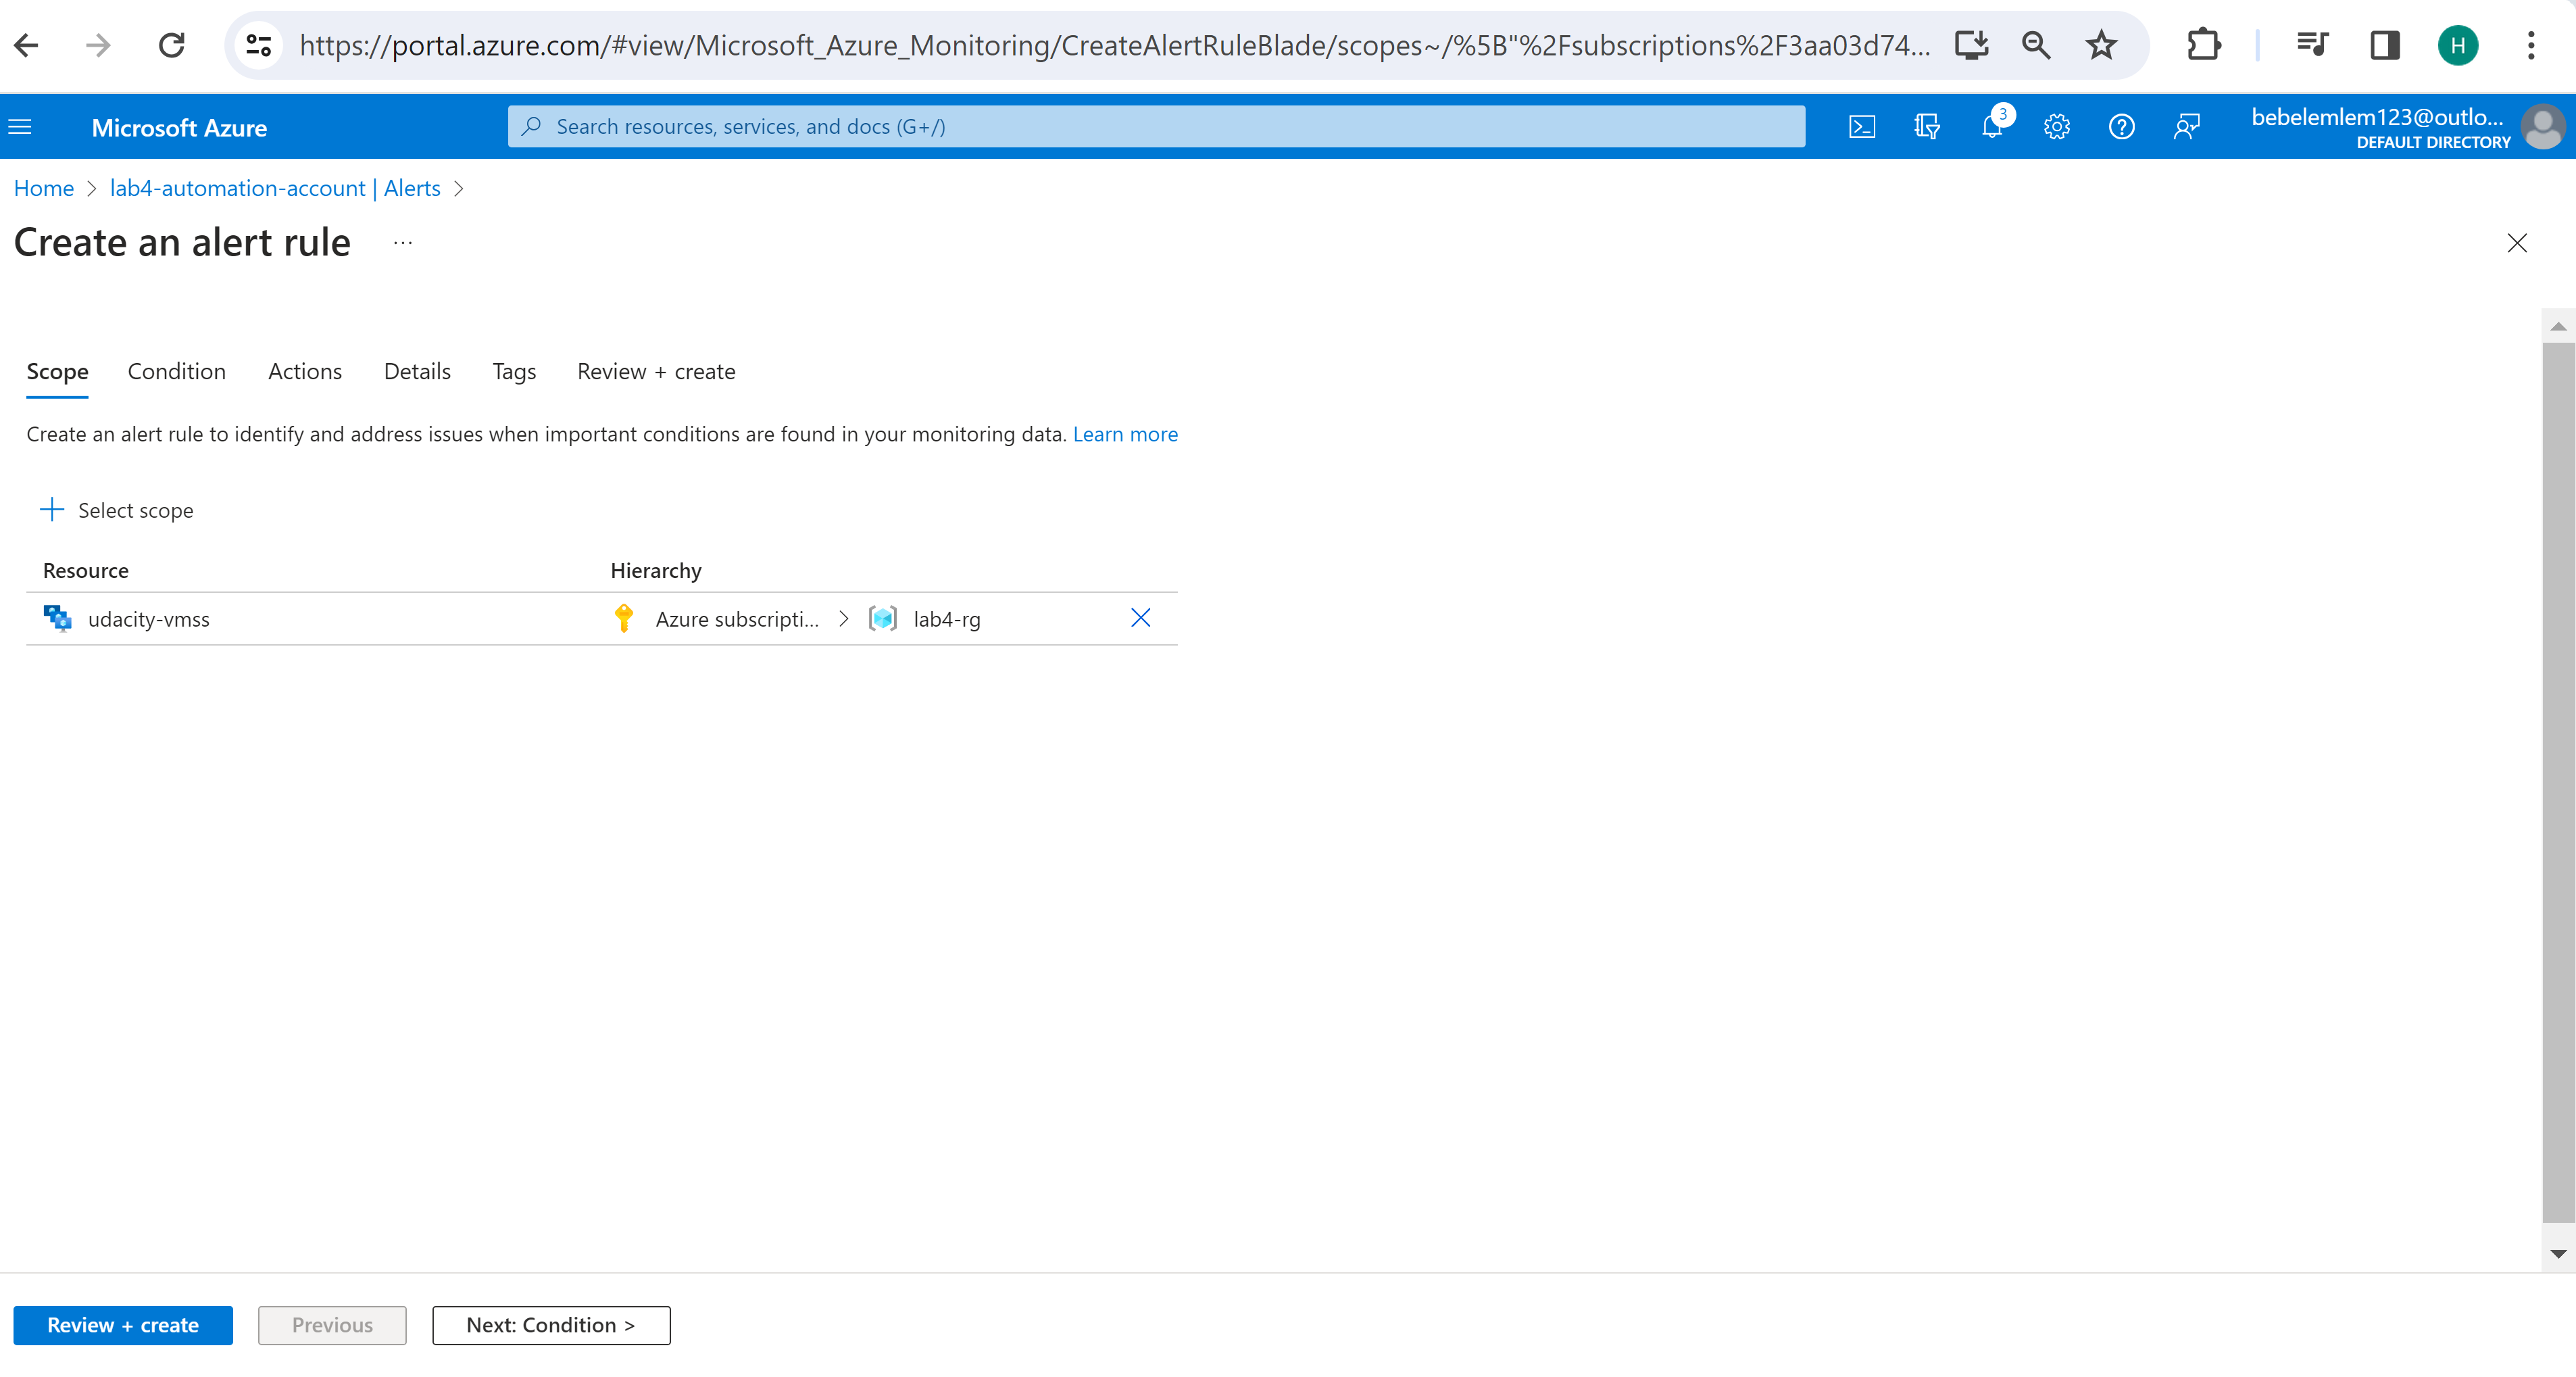 https://portal.azure.com/#view/Microsoft_Azure_Monitoring/CreateAlertRuleBlade/scopes~/%5B"%2Fsubscriptions%2F3aa03d74...
H
Microsoft Azure
Search resources, services, and docs (G+/)
3
bebelemlem123@outlo...
DEFAULT DIRECTORY
Home > lab4-automation-account | Alerts >
Create an alert rule ...
Scope Condition Actions Details Tags Review + create
Create an alert rule to identify and address issues when important conditions are found in your monitoring data. Learn more
+ Select scope
Resource Hierarchy
udacity-vmss Azure subscripti... > lab4-rg
Review + create Previous Next: Condition >